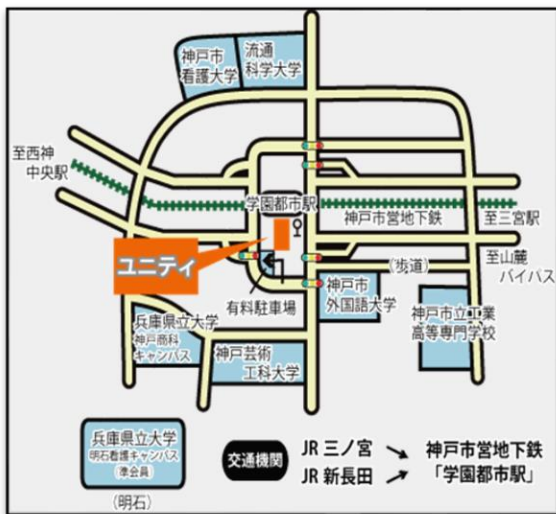 神戸市
看護大学
流通
科学大学
至西神
中央駅
学園都市駅
神戸市営地下鉄
至三宮駅
ユニティ
(歩道)
至山麓
バイパス
有料駐車場
神戸市
外国語大学
神戸市立工業
高等専門学校
兵庫県立大学
神戸商科
キャンパス
神戸芸術
工科大学
兵庫県立大学
明石看護キャンパス
(準会員)
(明石)
交通機関
JR 三ノ宮
JR 新長田
神戸市営地下鉄
「学園都市駅」